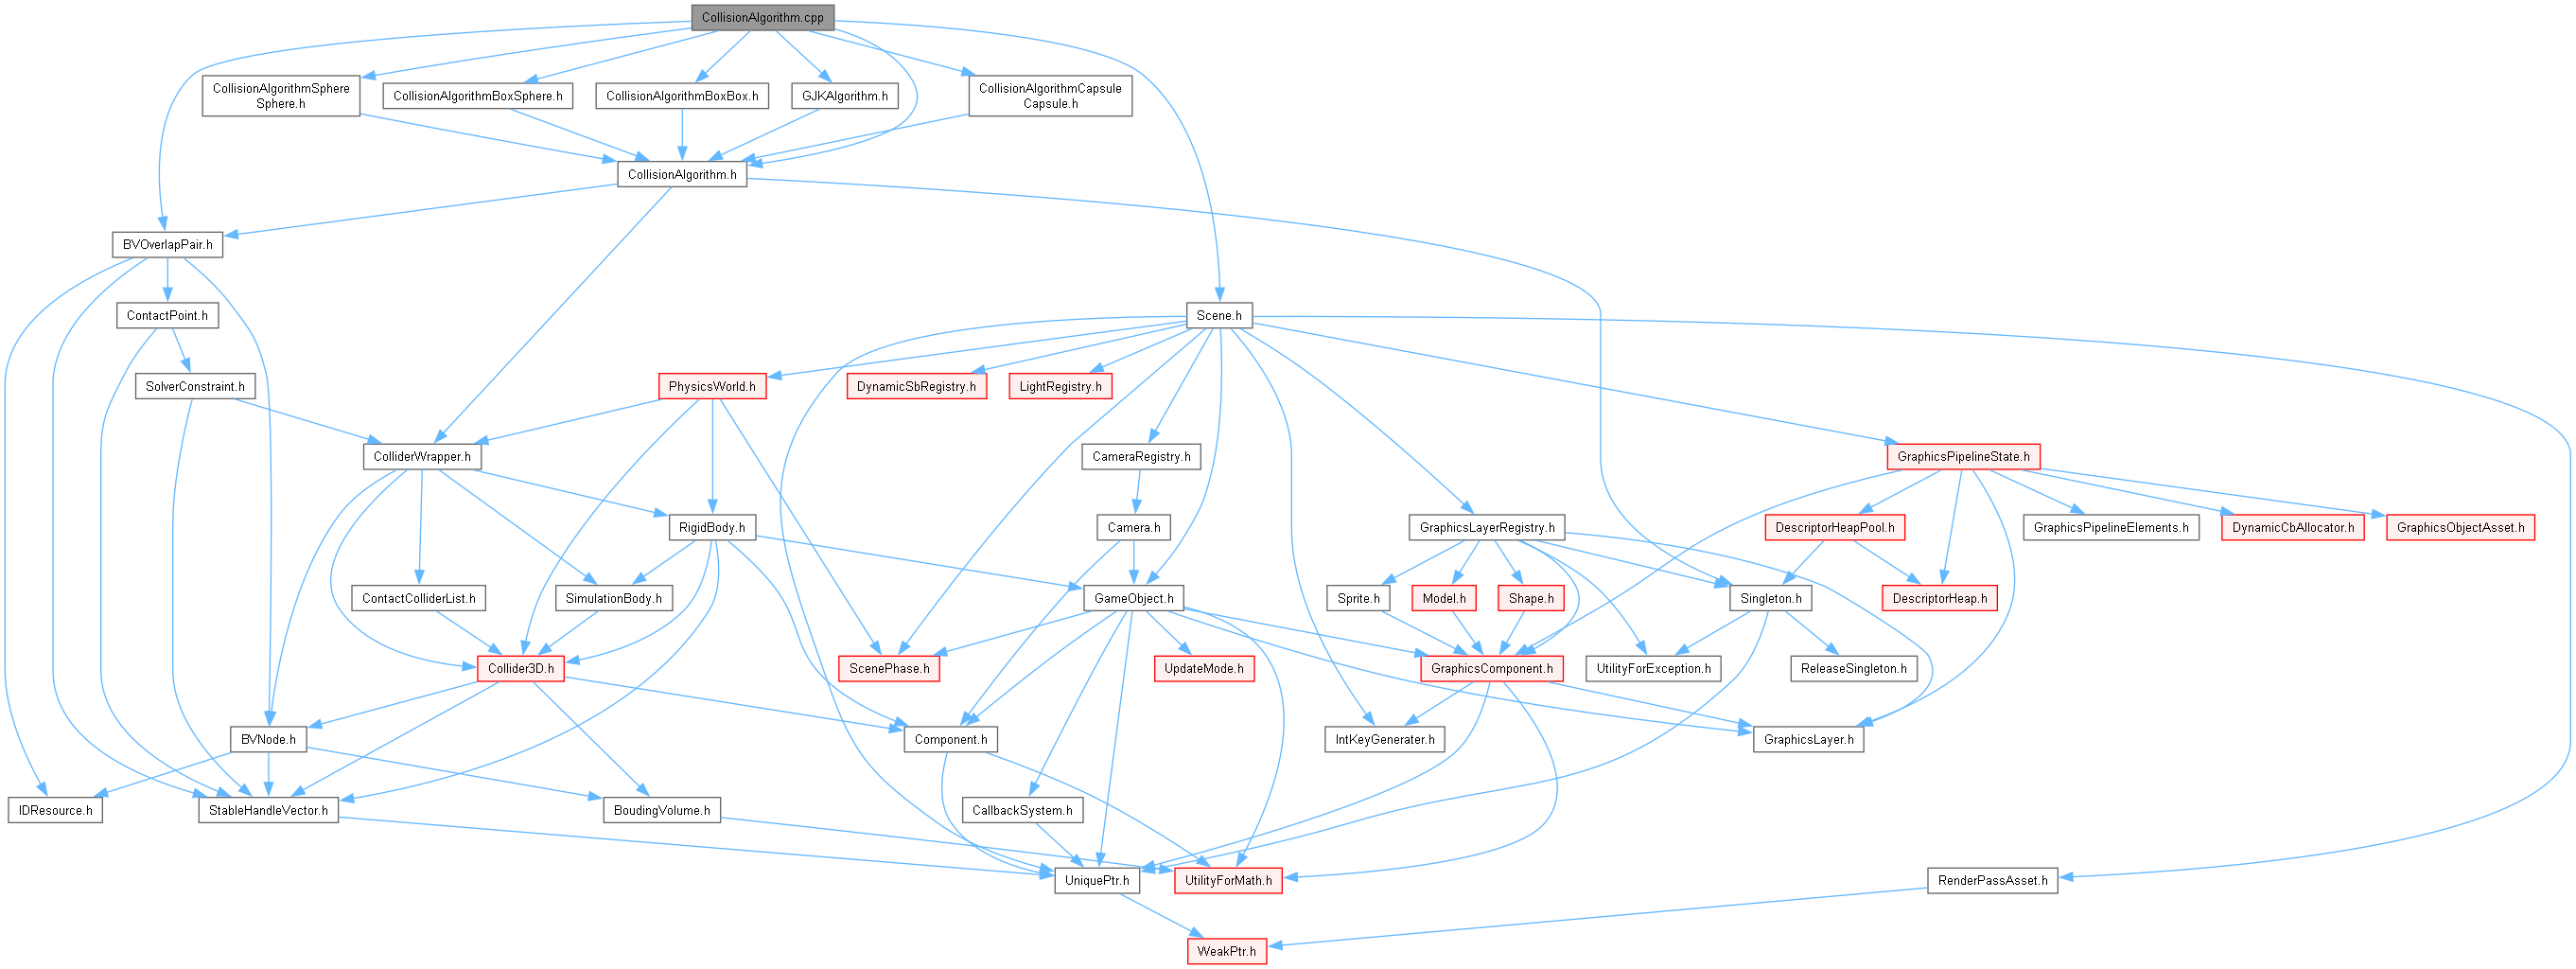 CollisionAlgorithm.cpp
CollisionAlgorithmSphere
Sphere.h
CollisionAlgorithmBoxSphere.h
CollisionAlgorithmBoxBox.h
GJKAlgorithm.h
CollisionAlgorithmCapsule
Capsule.h
CollisionAlgorithm.h
BVOverlapPair.h
ContactPoint.h
Scene.h
SolverConstraint.h
PhysicsWorld.h
DynamicSbRegistry.h
LightRegistry.h
ColliderWrapper.h
CameraRegistry.h
GraphicsPipelineState.h
RigidBody.h
Camera.h
GraphicsLayerRegistry.h
DescriptorHeapPool.h
GraphicsPipelineElements.h
DynamicCbAllocator.h
GraphicsObjectAsset.h
ContactColliderList.h
SimulationBody.h
GameObject.h
Sprite.h
Model.h
Shape.h
Singleton.h
DescriptorHeap.h
Collider3D.h
ScenePhase.h
UpdateMode.h
GraphicsComponent.h
UtilityForException.h
ReleaseSingleton.h
BVNode.h
Component.h
IntKeyGenerater.h
GraphicsLayer.h
IDResource.h
StableHandleVector.h
BoudingVolume.h
CallbackSystem.h
UniquePtr.h
UtilityForMath.h
RenderPassAsset.h
WeakPtr.h